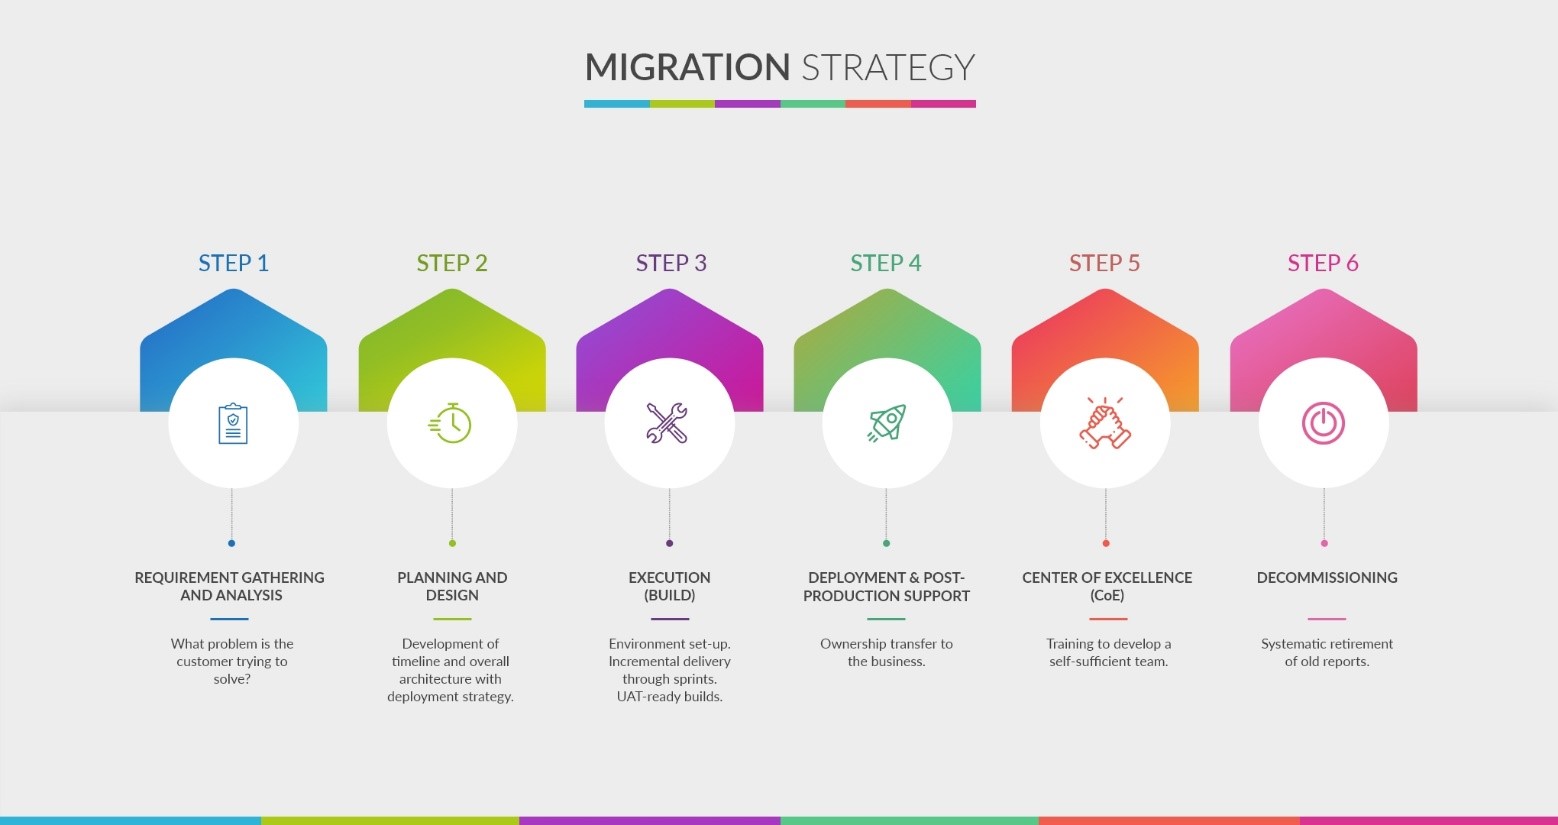 MIGRATION STRATEGY
STEP 1
REQUIREMENT GATHERING
AND ANALYSIS
What problem is the
customer trying to
solve?
STEP 2
PLANNING AND
DESIGN
Development of
timeline and overall
architecture with
deployment strategy.
STEP 3
EXECUTION
(BUILD)
Environment set-up.
Incremental delivery
through sprints.
UAT-ready builds.
STEP 4
DEPLOYMENT & POST-
PRODUCTION SUPPORT
Ownership transfer to
the business.
STEP 5
CENTER OF EXCELLENCE
(CoE)
Training to develop a
self-sufficient team.
STEP 6
DECOMMISSIONING
Systematic retirement
of old reports.